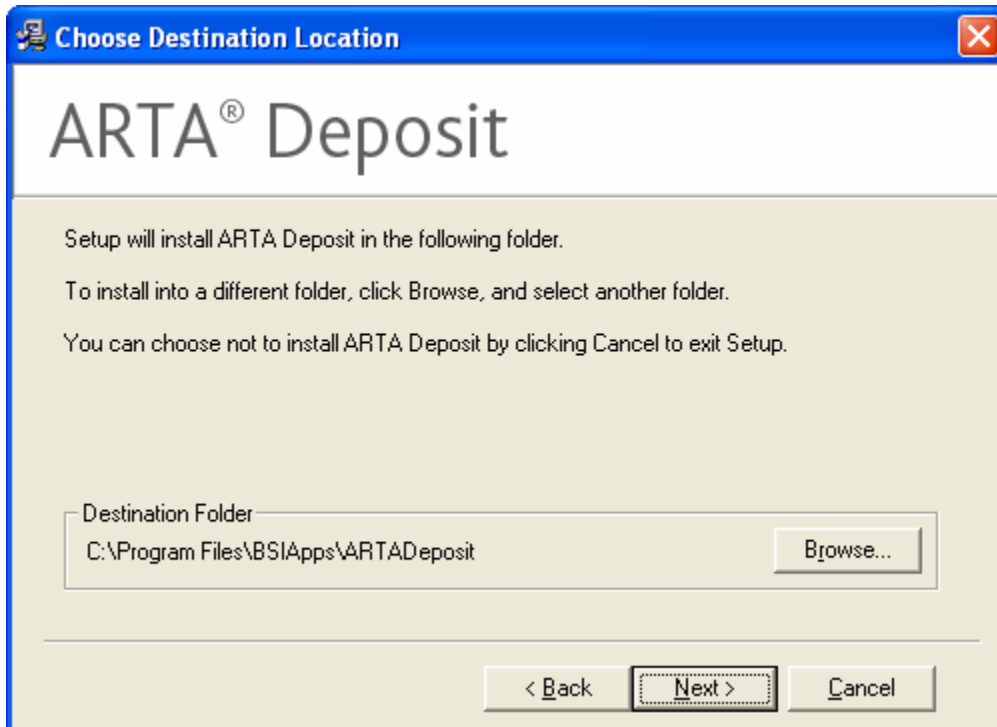 Choose Destination Location
ARTA® Deposit
Setup will install ARTA Deposit in the following folder.
To install into a different folder, click Browse, and select another folder.
You can choose not to install ARTA Deposit by clicking Cancel to exit Setup.
Destination Folder
C:\Program Files\BSIApps\ARTADeposit
Browse...
< Back
Next >
Cancel